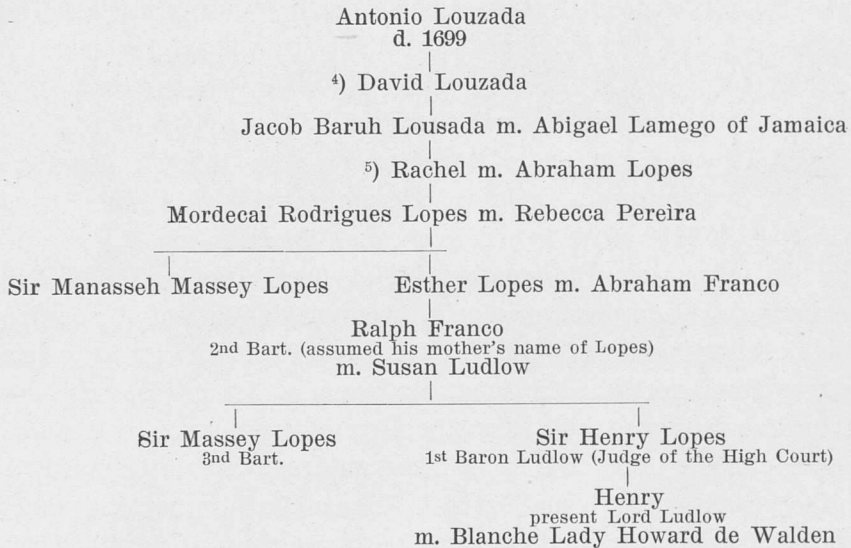 Antonio Louzada
d. 1699
⁴) David Louzada
Jacob Baruh Lousada m. Abigael Lamego of Jamaica
⁵) Rachel m. Abraham Lopes
Mordecai Rodrigues Lopes m. Rebecca Pereira
Sir Manasseh Massey Lopes Esther Lopes m. Abraham Franco
Ralph Franco
2nd Bart. (assumed his mother's name of Lopes)
m. Susan Ludlow
Sir Massey Lopes Sir Henry Lopes
3nd Bart. 1st Baron Ludlow (Judge of the High Court)
Henry
present Lord Ludlow
m. Blanche Lady Howard de Walden